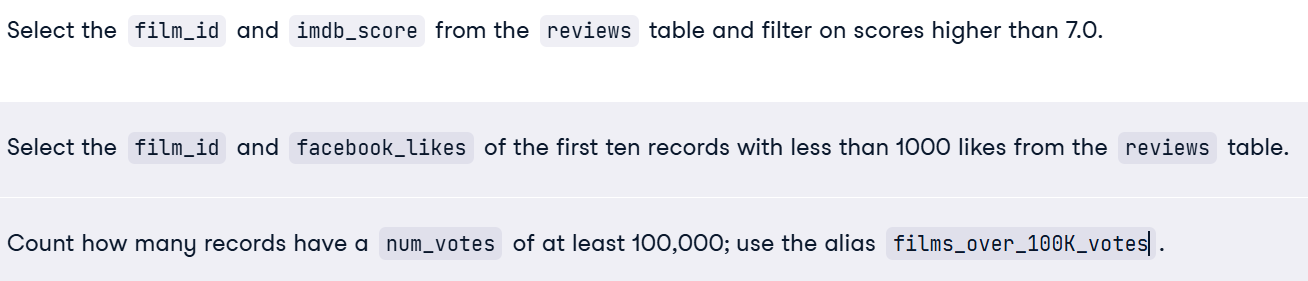 Select the film_id and imdb_score from the reviews table and filter on scores higher than 7.0.
Select the film_id and facebook_likes of the first ten records with less than 1000 likes from the reviews table.
Count how many records have a num_votes of at least 100,000; use the alias films_over_100K_votes.